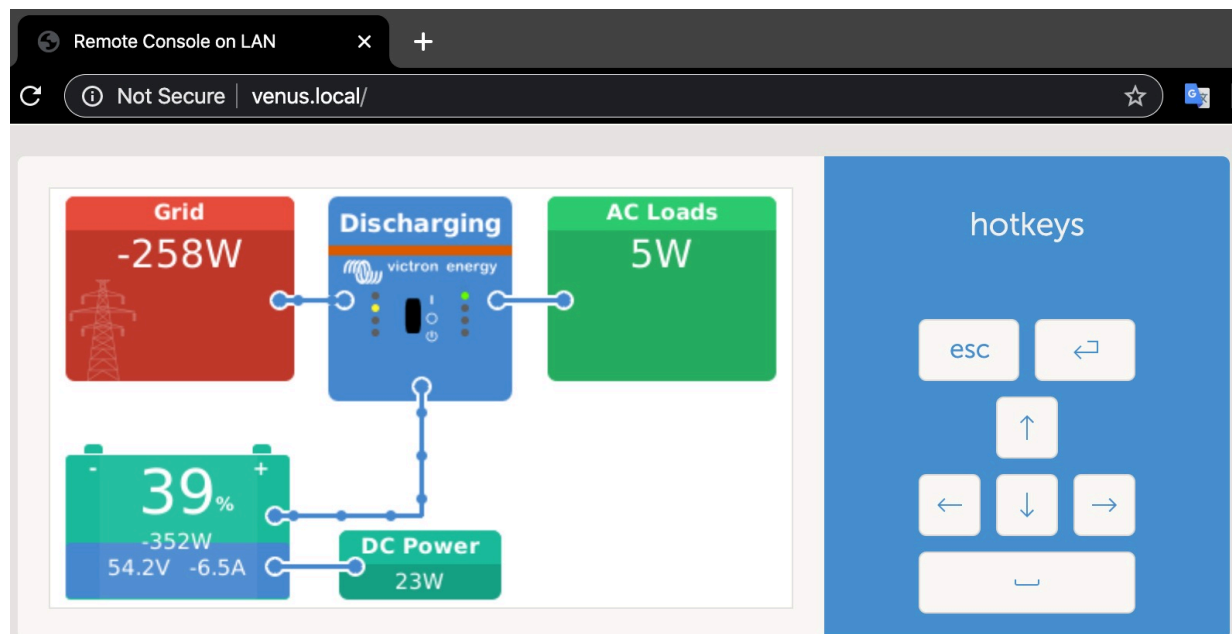 Remote Console on LAN
Not Secure venus.local/
Grid
-258W
Discharging
victron energy
AC Loads
5W
39%
- +
-352W
54.2V -6.5A
DC Power
23W
hotkeys
esc